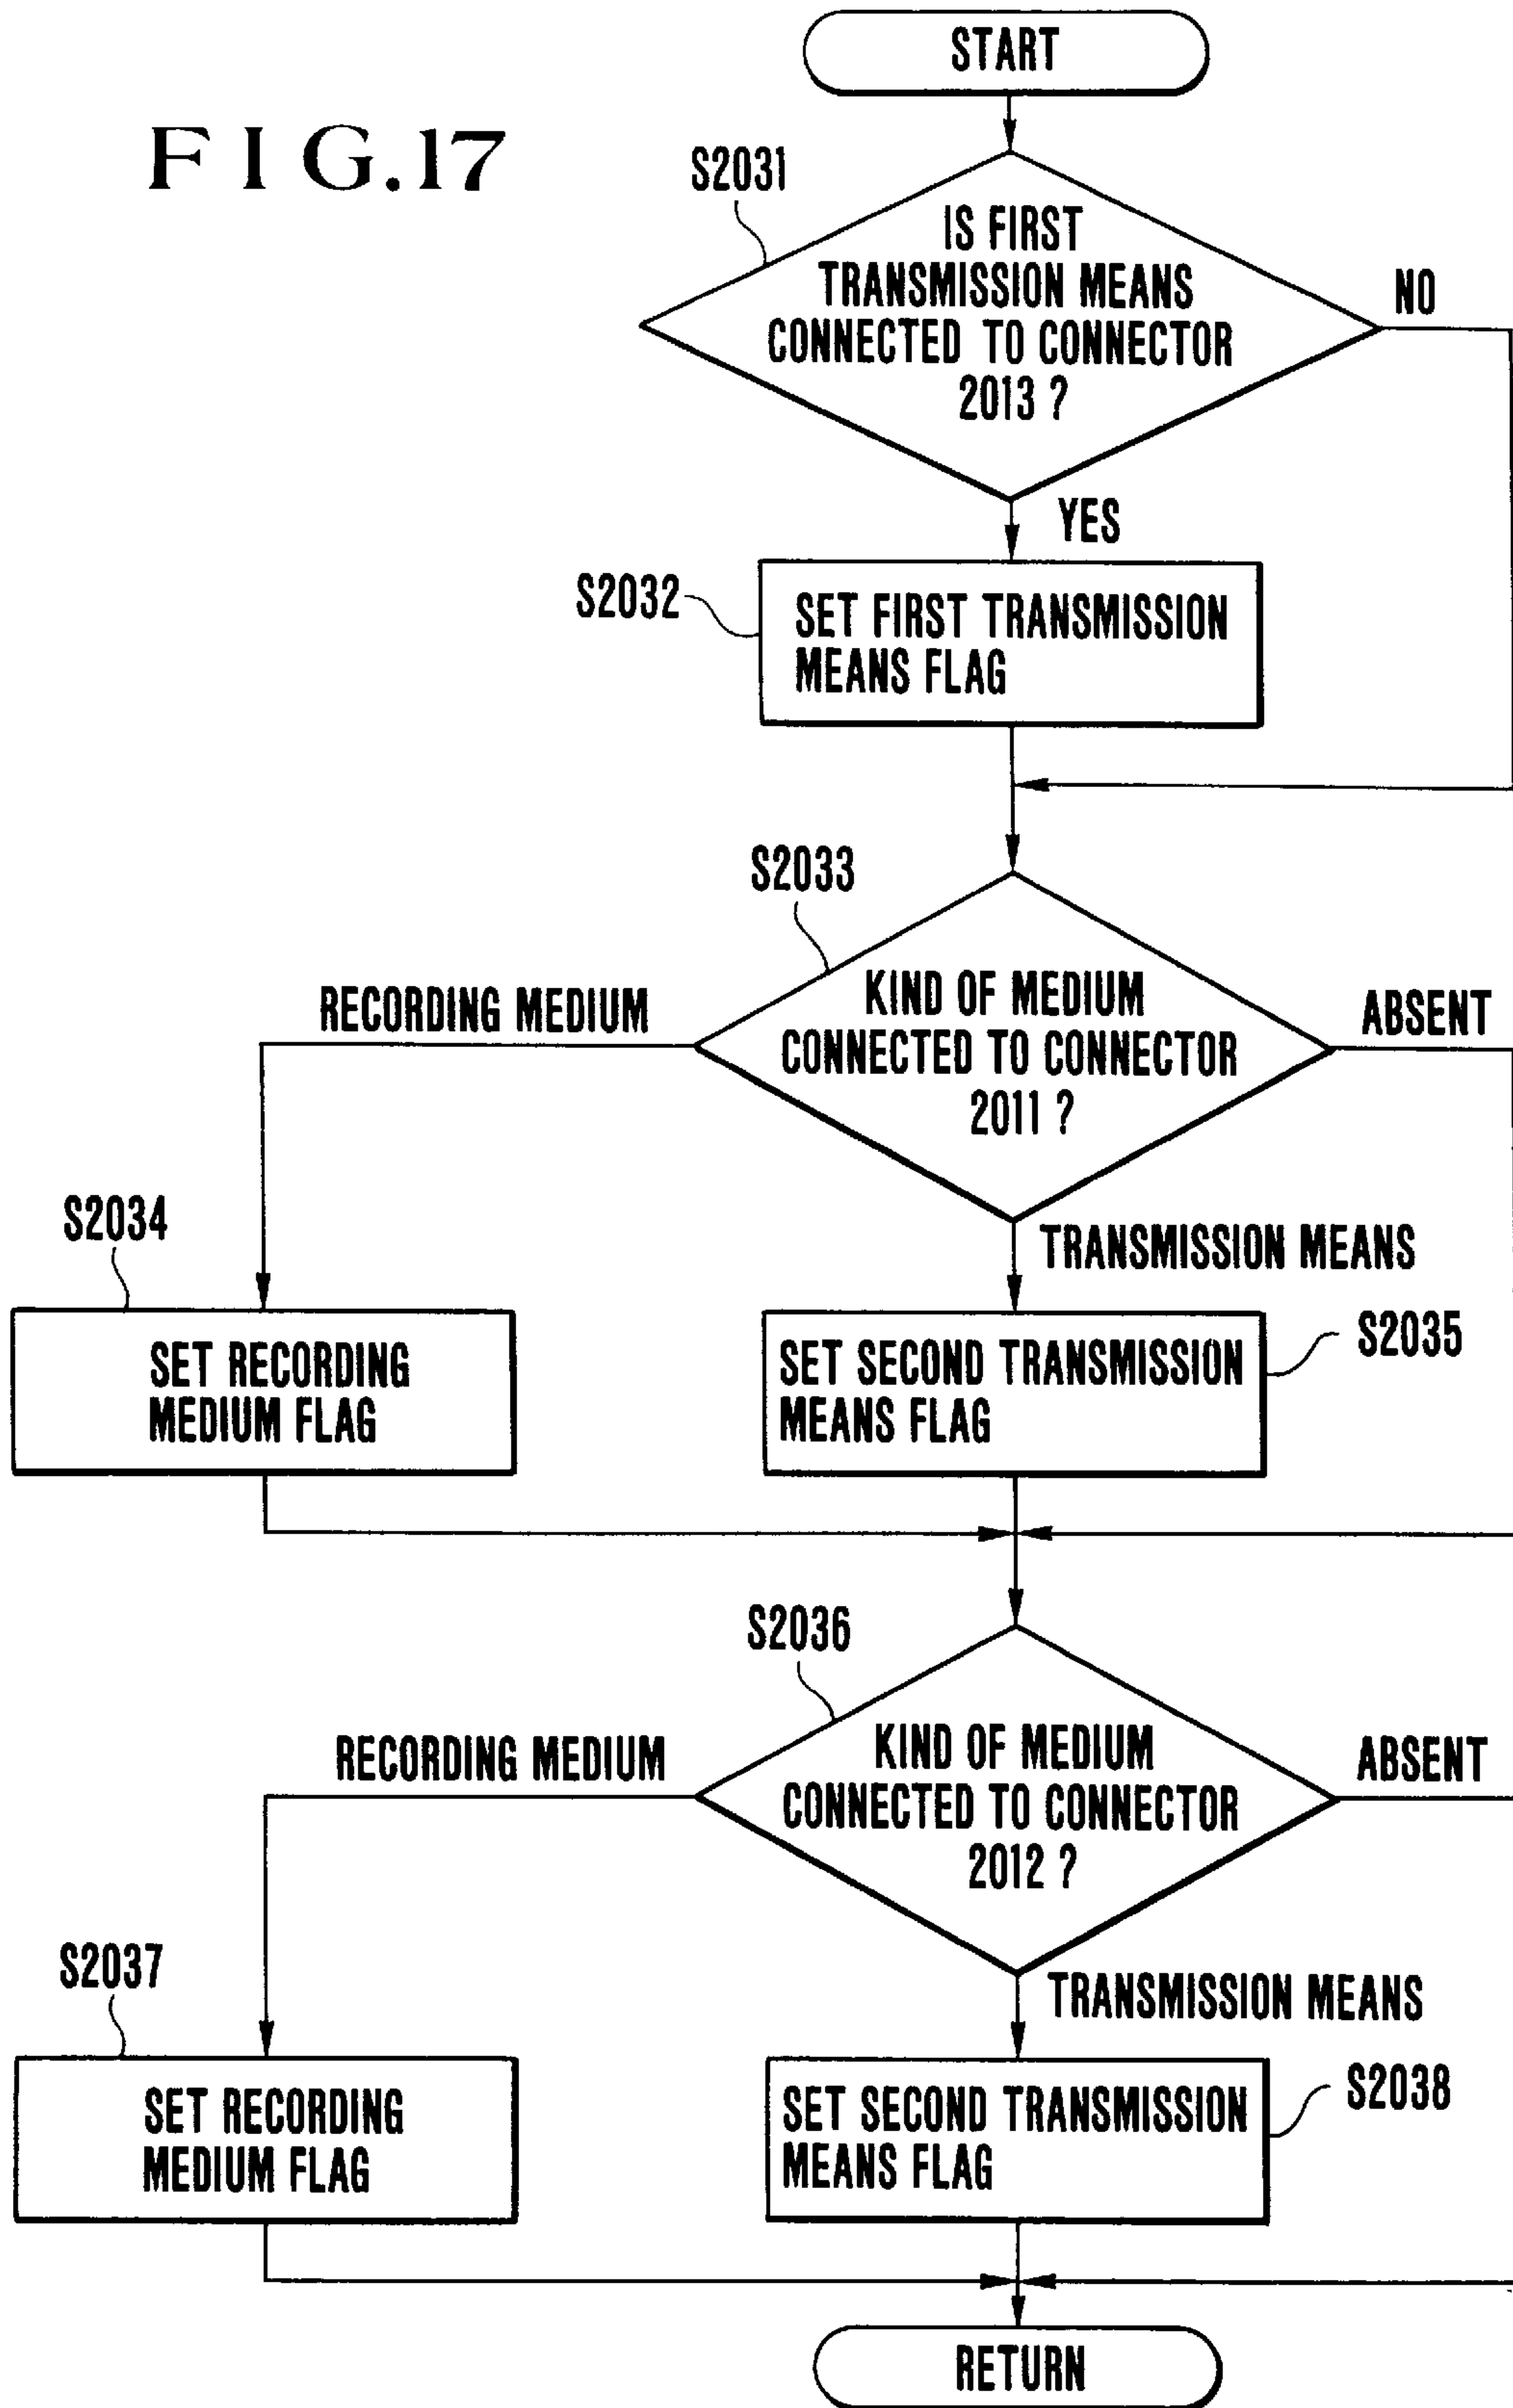 START
FIG.17
S2031
IS FIRST
TRANSMISSION MEANS
CONNECTED TO CONNECTOR
2013 ?
NO
YES
S2032
SET FIRST TRANSMISSION
MEANS FLAG
S2033
KIND OF MEDIUM
CONNECTED TO CONNECTOR
2011 ?
RECORDING MEDIUM
ABSENT
TRANSMISSION MEANS
S2034
SET RECORDING
MEDIUM FLAG
S2035
SET SECOND TRANSMISSION
MEANS FLAG
S2036
KIND OF MEDIUM
CONNECTED TO CONNECTOR
2012 ?
RECORDING MEDIUM
ABSENT
TRANSMISSION MEANS
S2037
SET RECORDING
MEDIUM FLAG
S2038
SET SECOND TRANSMISSION
MEANS FLAG
RETURN